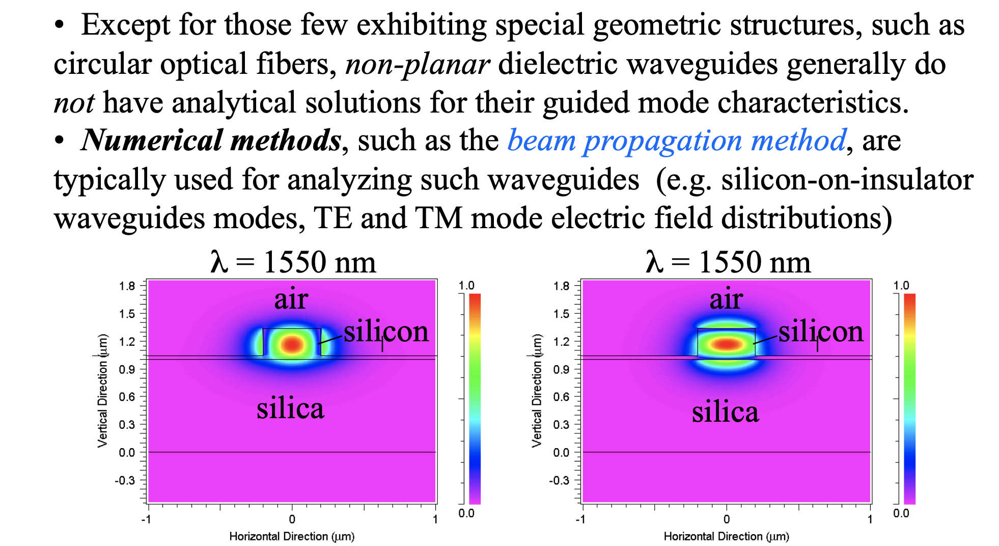 • Except for those few exhibiting special geometric structures, such as
circular optical fibers, non-planar dielectric waveguides generally do
not have analytical solutions for their guided mode characteristics.
• Numerical methods, such as the beam propagation method, are
typically used for analyzing such waveguides (e.g. silicon-on-insulator
waveguides modes, TE and TM mode electric field distributions)
λ = 1550 nm
1.8
1.5
1.2
0.9
0.6
0.3
0.0
-0.3
Vertical Direction (μm)
air
silicon
silica
-1 0 1
Horizontal Direction (μm)
1.0
0.0
λ = 1550 nm
1.8
1.5
1.2
0.9
0.6
0.3
0.0
-0.3
Vertical Direction (μm)
air
silicon
silica
-1 0 1
Horizontal Direction (μm)
1.0
0.0